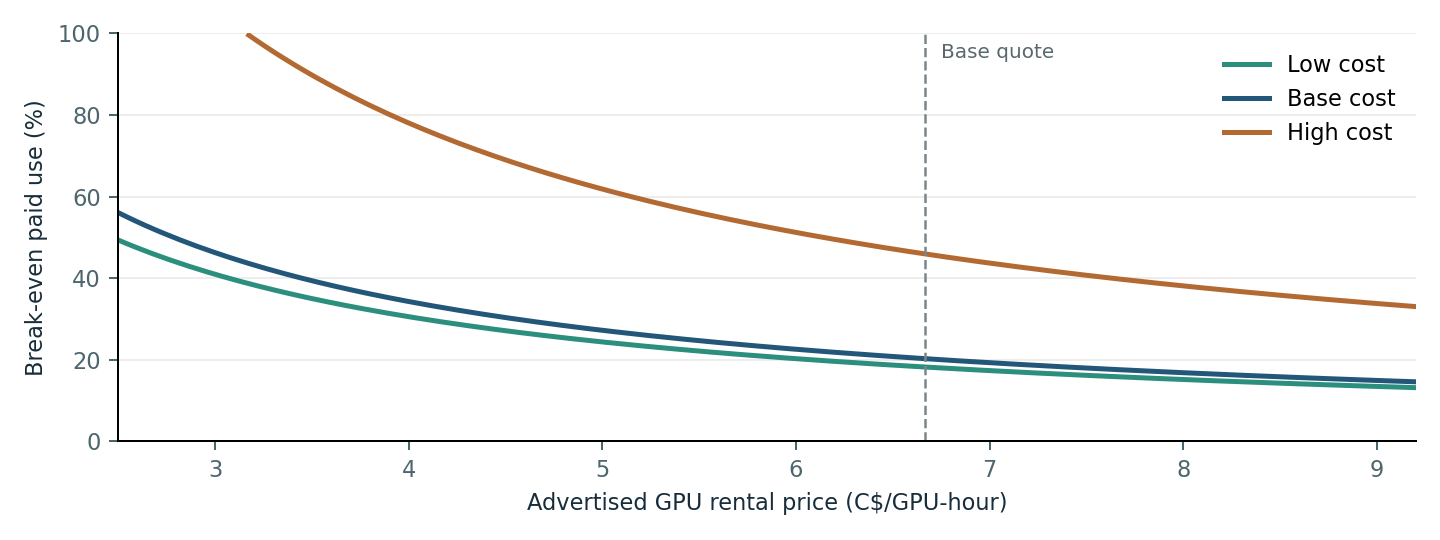 100
80
60
40
20
0
Break-even paid use (%)
Base quote
Low cost
Base cost
High cost
3 4 5 6 7 8 9
Advertised GPU rental price (C$/GPU-hour)